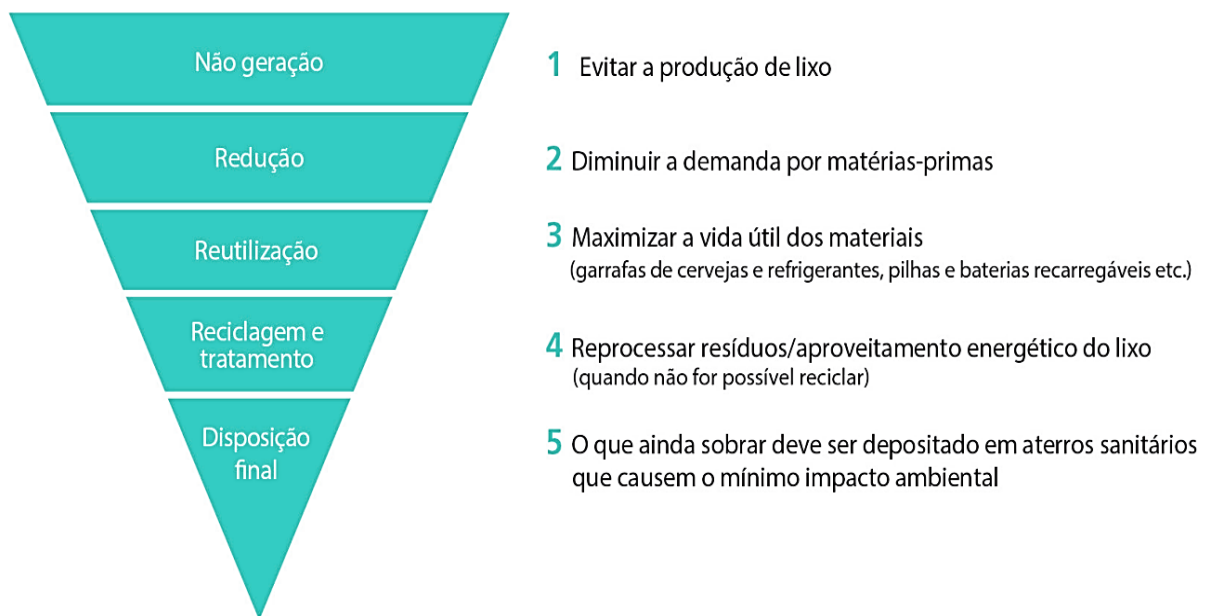 Não geração
1 Evitar a produção de lixo
Redução
2 Diminuir a demanda por matérias-primas
Reutilização
3 Maximizar a vida útil dos materiais
(garrafas de cervejas e refrigerantes, pilhas e baterias recarregáveis etc.)
Reciclagem e
tratamento
4 Reprocessar resíduos/aproveitamento energético do lixo
(quando não for possível reciclar)
Disposição
final
5 O que ainda sobrar deve ser depositado em aterros sanitários
que causem o mínimo impacto ambiental